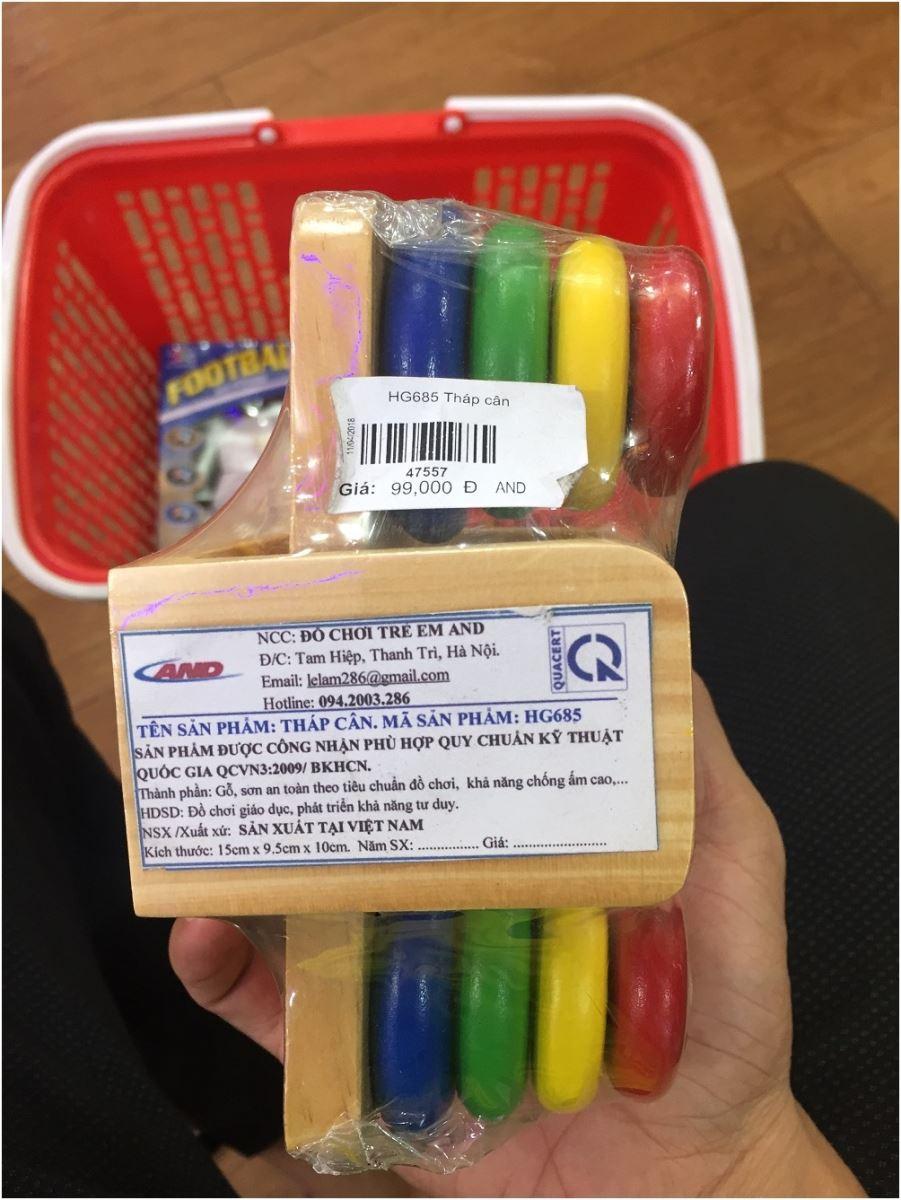 FOOTBAL
HG685 Tháp cân
11/04/2018
47557
Giá: 99,000 Đ AND
AND
NCC: ĐỒ CHƠI TRẺ EM AND
Đ/C: Tam Hiệp, Thanh Trì, Hà Nội.
Email: lelam286@gmail.com
Hotline: 094.2003.286
QUACERT
TÊN SẢN PHẨM: THÁP CÂN. MÃ SẢN PHẨM: HG685
SẢN PHẨM ĐƯỢC CÔNG NHẬN PHÙ HỢP QUY CHUẨN KỸ THUẬT
QUỐC GIA QCVN3:2009/ BKHCN.
Thành phần: Gỗ, sơn an toàn theo tiêu chuẩn đồ chơi, khả năng chống ẩm cao,...
HDSD: Đồ chơi giáo dục, phát triển khả năng tư duy.
NSX /Xuất xứ: SẢN XUẤT TẠI VIỆT NAM
Kích thước: 15cm x 9.5cm x 10cm. Năm SX: ................ Giá: ........................